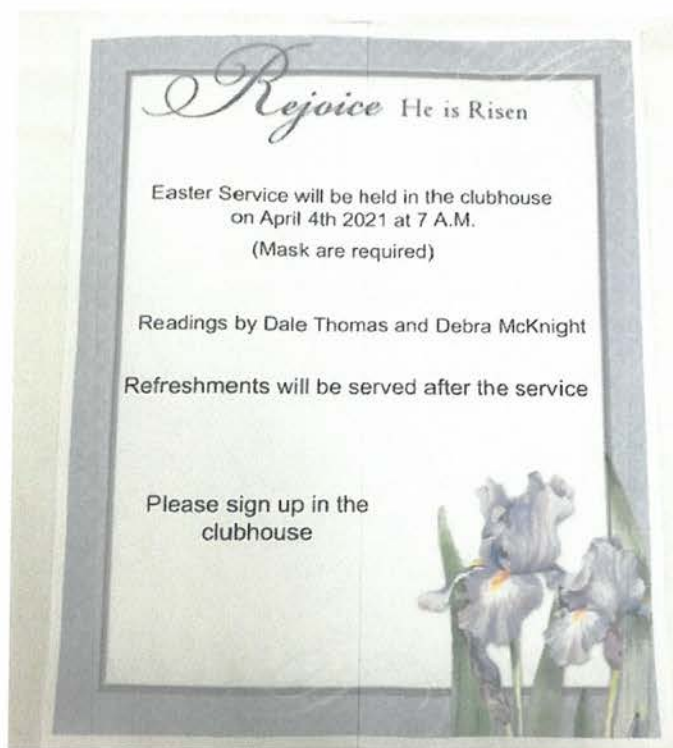 Rejoice He is Risen
Easter Service will be held in the clubhouse
on April 4th 2021 at 7 A.M.
(Mask are required)
Readings by Dale Thomas and Debra McKnight
Refreshments will be served after the service
Please sign up in the
clubhouse